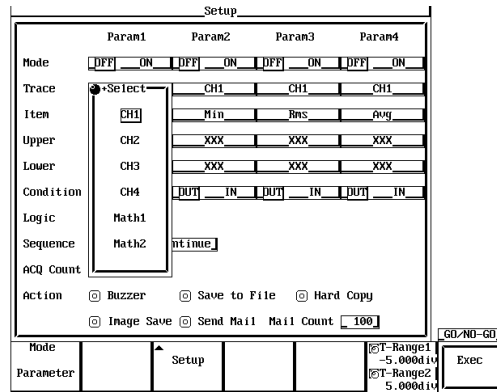 Setup
Param1 Param2 Param3 Param4
Mode OFF ON OFF ON OFF ON OFF ON
Trace +Select CH1 CH1 CH1
Item CH1 Min Rms Avg
Upper CH2 XXX XXX XXX
Lower CH3 XXX XXX XXX
Condition CH4 OUT IN OUT IN OUT IN
Logic Math1
Sequence Math2 ntinue
ACQ Count
Action Buzzer Save to File Hard Copy
Image Save Send Mail Mail Count 100
GO/NO-GO
Mode Parameter
Setup
T-Range1
-5.000div
T-Range2
5.000div
Exec